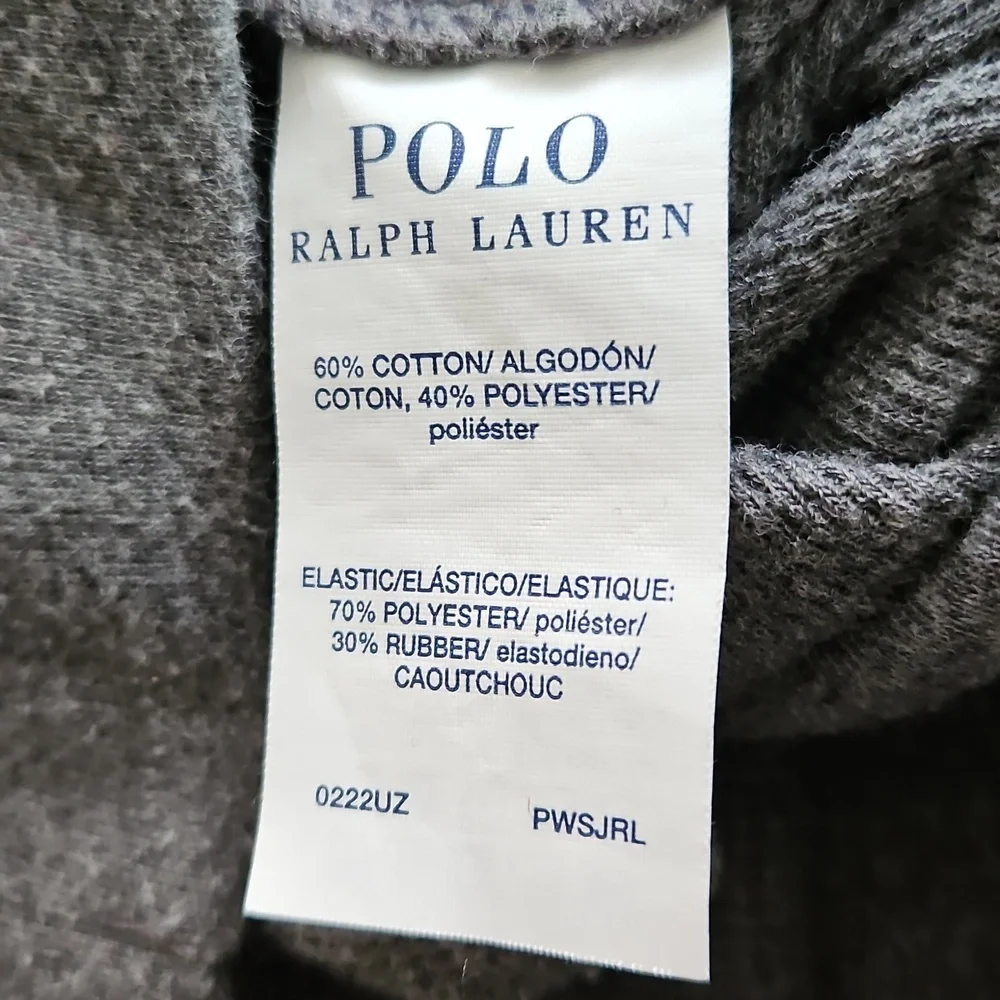 POLO
RALPH LAUREN
60% COTTON/ ALGODÓN/
COTON, 40% POLYESTER/
poliéster
ELASTIC/ELÁSTICO/ELASTIQUE:
70% POLYESTER/ poliéster/
30% RUBBER/ elastodieno/
CAOUTCHOUC
0222UZ PWSJRL